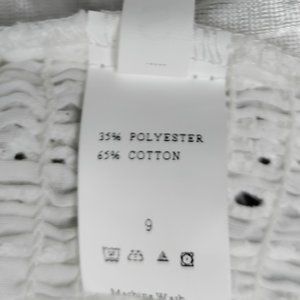 35% POLYESTER
65% COTTON
9
Machine Wash